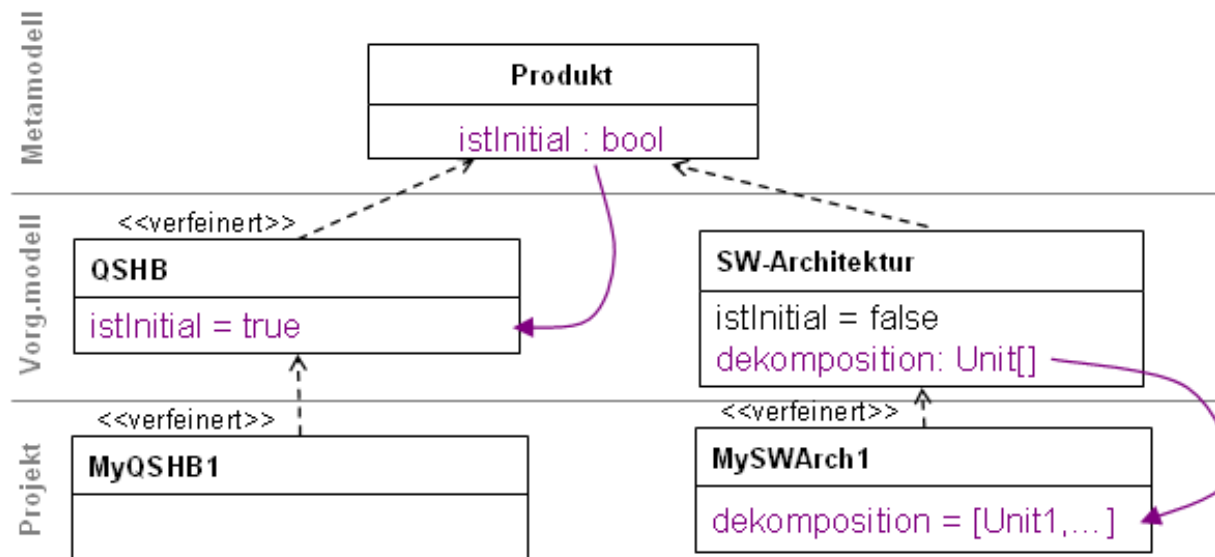 Metamodell
Produkt
istInitial : bool
Vorg.modell
<<verfeinert>>
QSHB
istInitial = true
SW-Architektur
istInitial = false
dekomposition: Unit[]
Projekt
<<verfeinert>>
MyQSHB1
<<verfeinert>>
MySWArch1
dekomposition = [Unit1,... ]